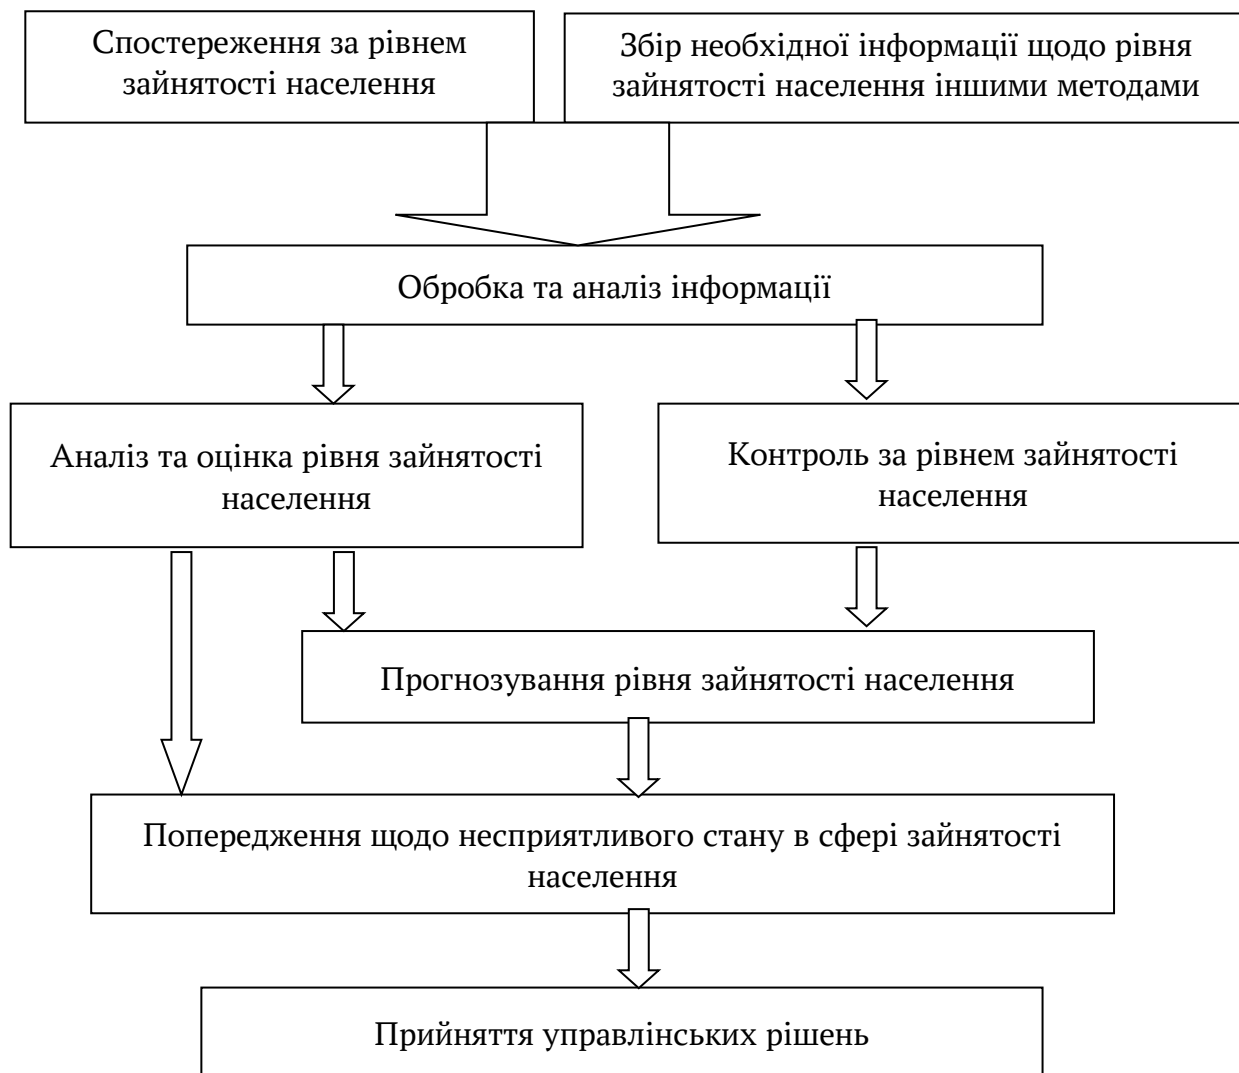 Спостереження за рівнем
зайнятості населення
Збір необхідної інформації щодо рівня
зайнятості населення іншими методами
Обробка та аналіз інформації
Аналіз та оцінка рівня зайнятості
населення
Контроль за рівнем зайнятості
населення
Прогнозування рівня зайнятості населення
Попередження щодо несприятливого стану в сфері зайнятості
населення
Прийняття управлінських рішень